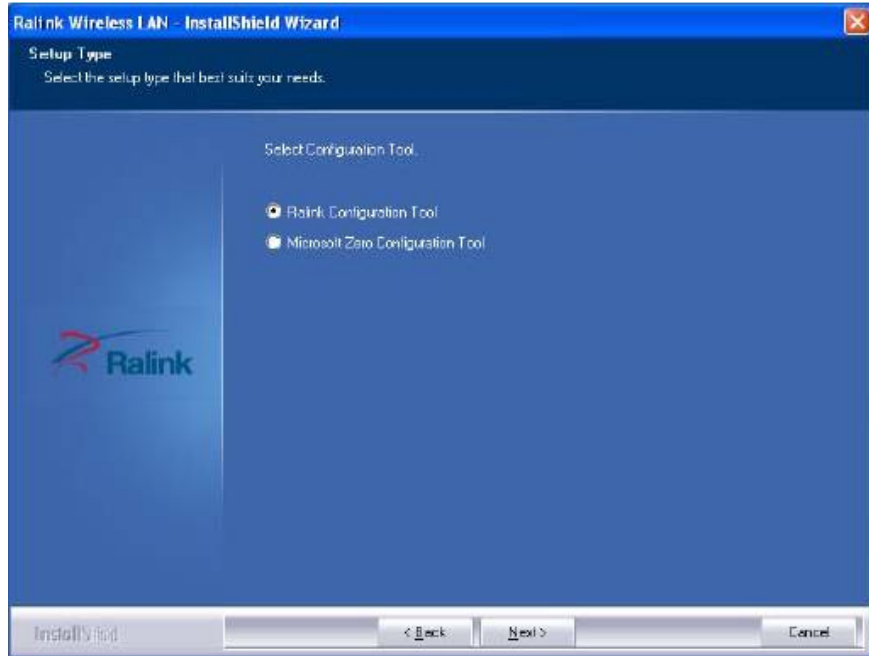 Ralink Wireless LAN - InstallShield Wizard
Setup Type
Select the setup type that best suits your needs.
Select Configuration Tool.
Ralink Configuration Tool
Microsoft Zero Configuration Tool
Ralink
InstallShield
< Back
Next >
Cancel